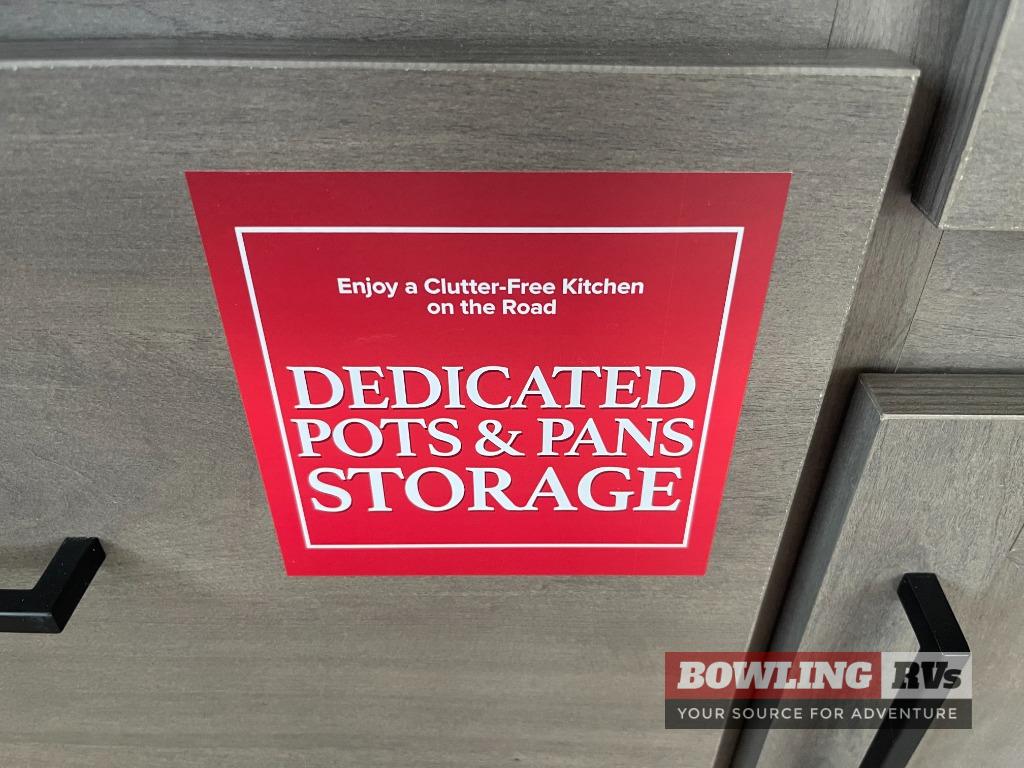 Enjoy a Clutter-Free Kitchen
on the Road
DEDICATED
POTS & PANS
STORAGE
BOWLING RVs
YOUR SOURCE FOR ADVENTURE